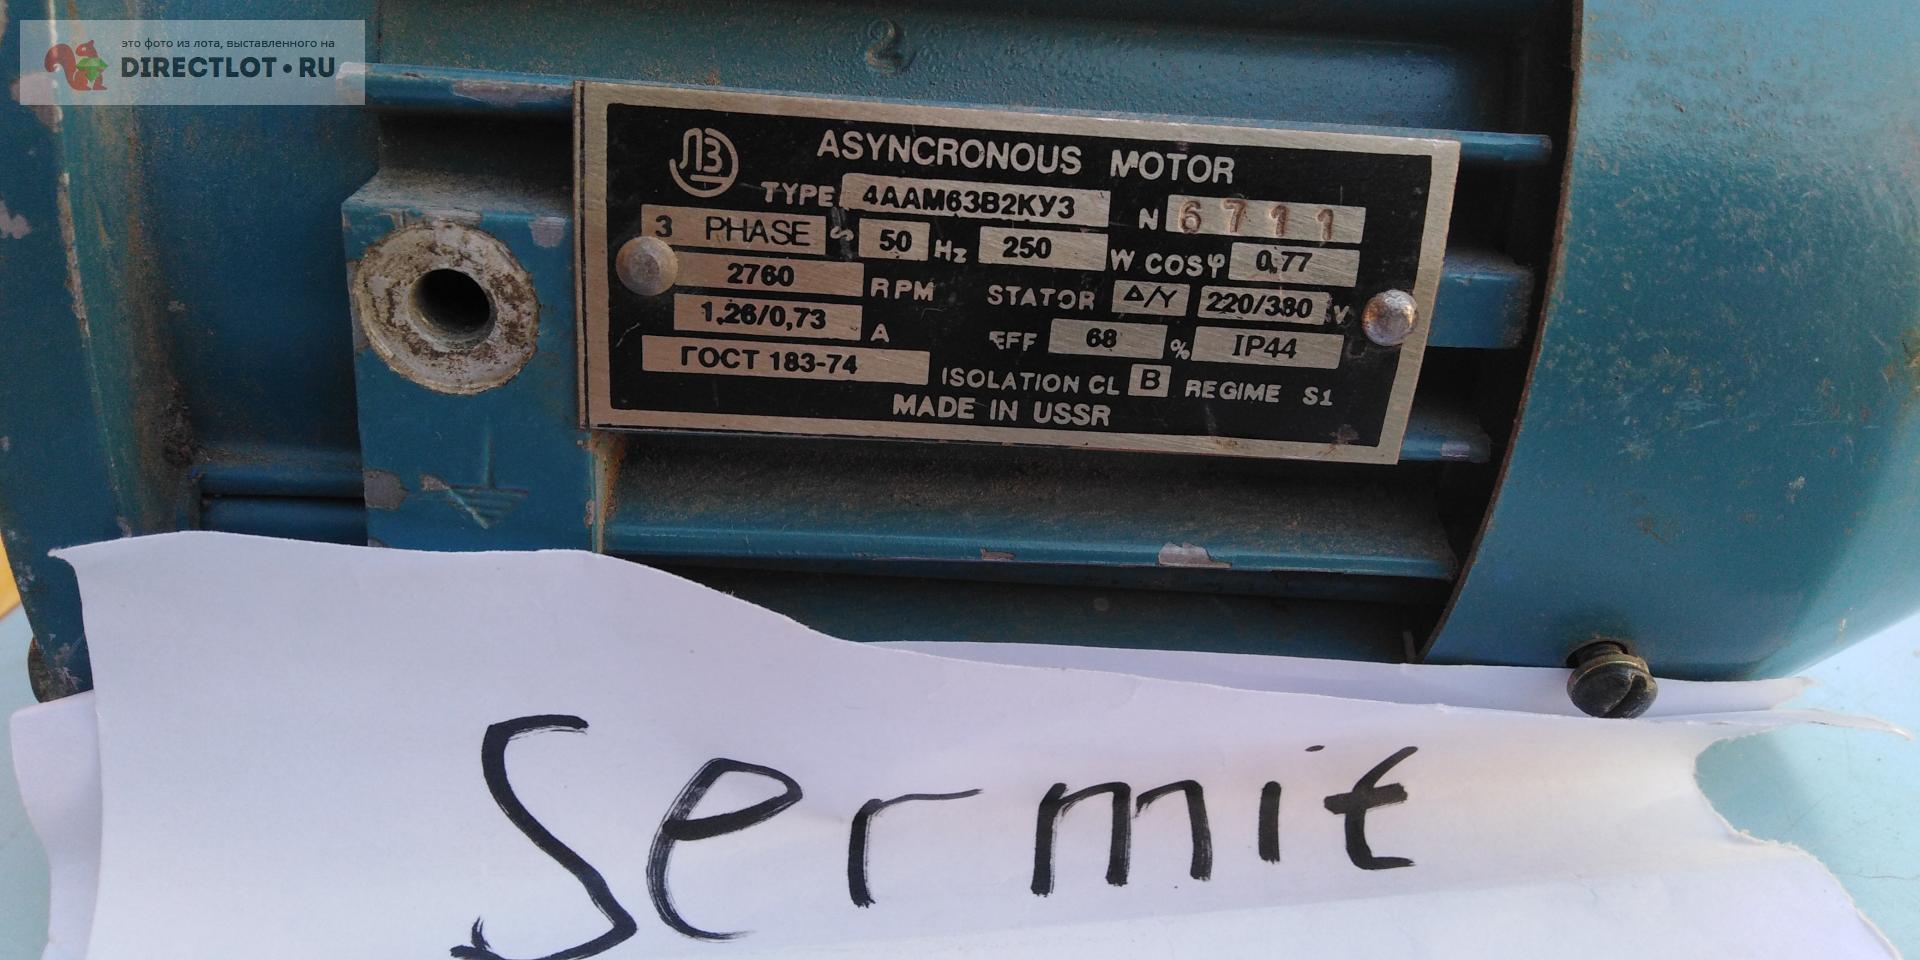 это фото из лота, выставленного на
DIRECTLOT•RU
2
ЛЗ ASYNCRONOUS MOTOR
TYPE 4ААМ63В2КУ3 N 6711
3 PHASE ~ 50 Hz 250 W COSφ 0,77
2760 RPM STATOR Δ/Y 220/380 V
1,26/0,73 A EFF 68 % IP44
ГОСТ 183-74 ISOLATION CL B REGIME S1
MADE IN USSR
Sermit